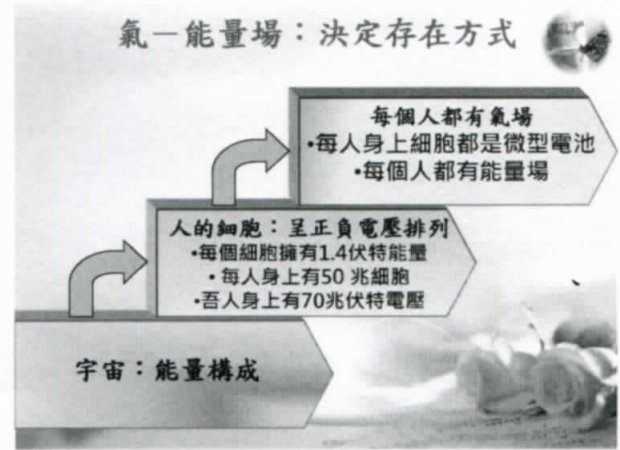 氣－能量場：決定存在方式
每個人都有氣場
•每人身上細胞都是微型電池
•每個人都有能量場
人的細胞：呈正負電壓排列
•每個細胞擁有1.4伏特能量
•每人身上有50 兆細胞
•吾人身上有70兆伏特電壓
宇宙：能量構成